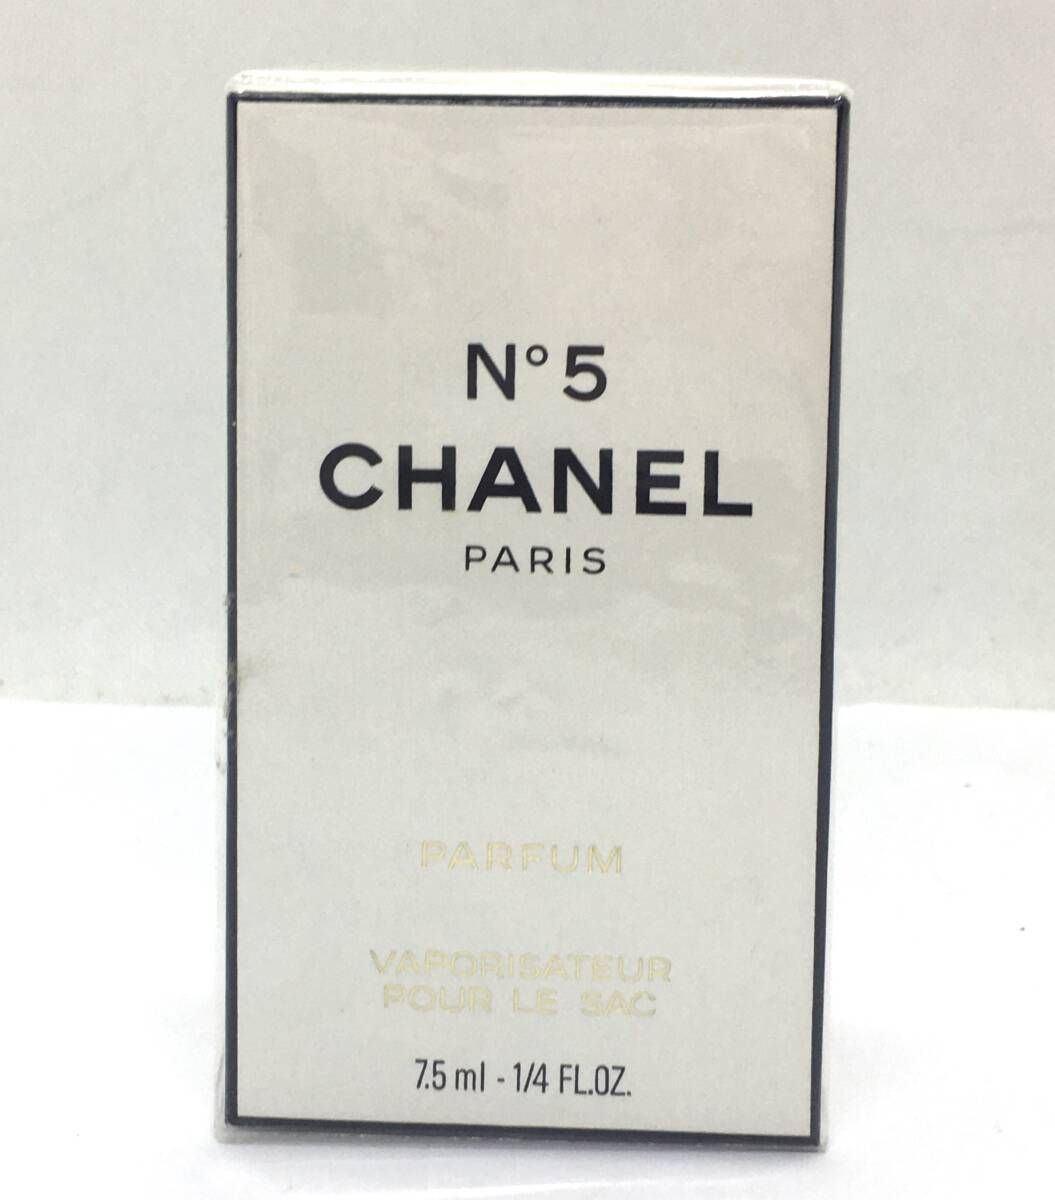 N° 5
CHANEL
PARIS
PARFUM
VAPORISATEUR
POUR LE SAC
7.5 ml - 1/4 FL.OZ.